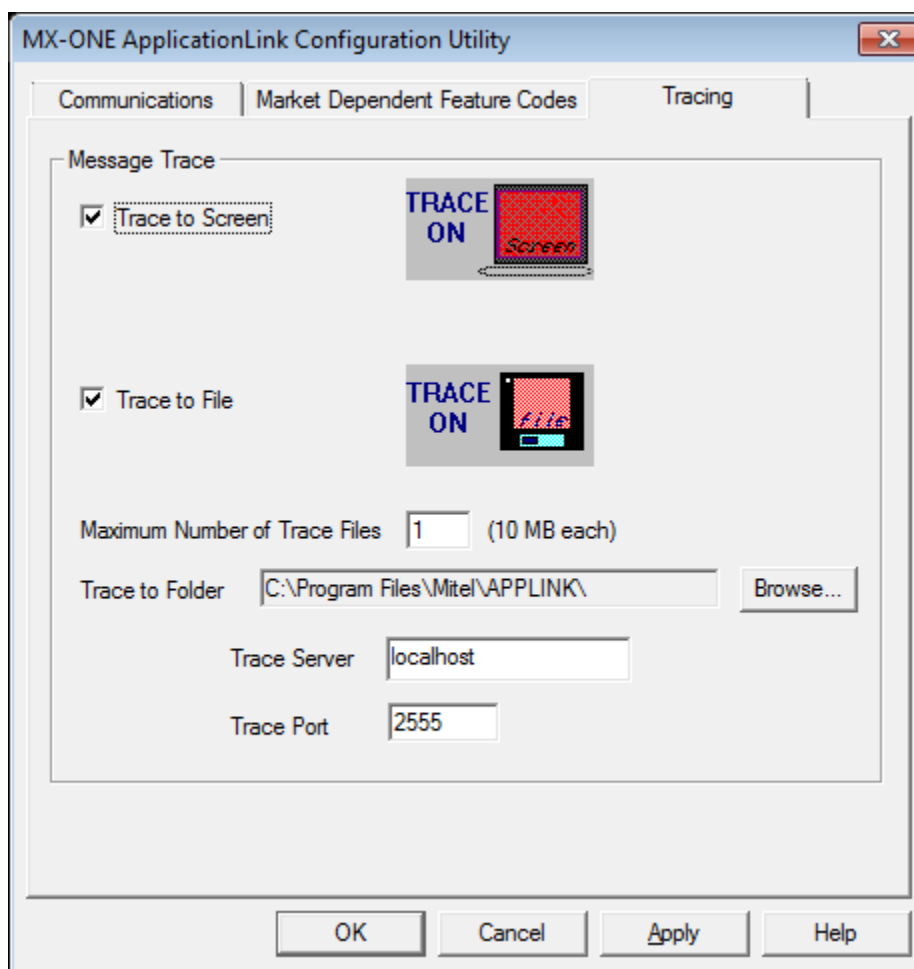 MX-ONE ApplicationLink Configuration Utility
Communications Market Dependent Feature Codes Tracing
Message Trace
Trace to Screen
TRACE
ON
Screen
Trace to File
TRACE
ON
file
Maximum Number of Trace Files 1 (10 MB each)
Trace to Folder C:\Program Files\Mitel\APPLINK\ Browse...
Trace Server localhost
Trace Port 2555
OK Cancel Apply Help